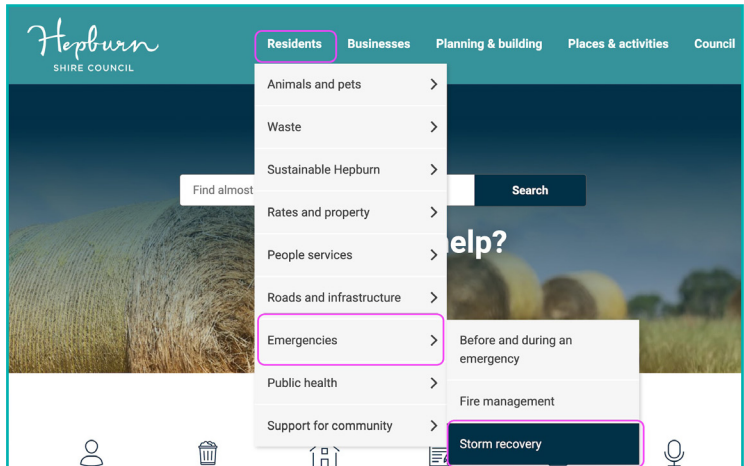 Hepburn
SHIRE COUNCIL
Residents Businesses Planning & building Places & activities Council
Animals and pets
Waste
Sustainable Hepburn
Find almost
Search
Rates and property
elp?
People services
Roads and infrastructure
Emergencies
Before and during an
emergency
Public health
Fire management
Support for community
Storm recovery